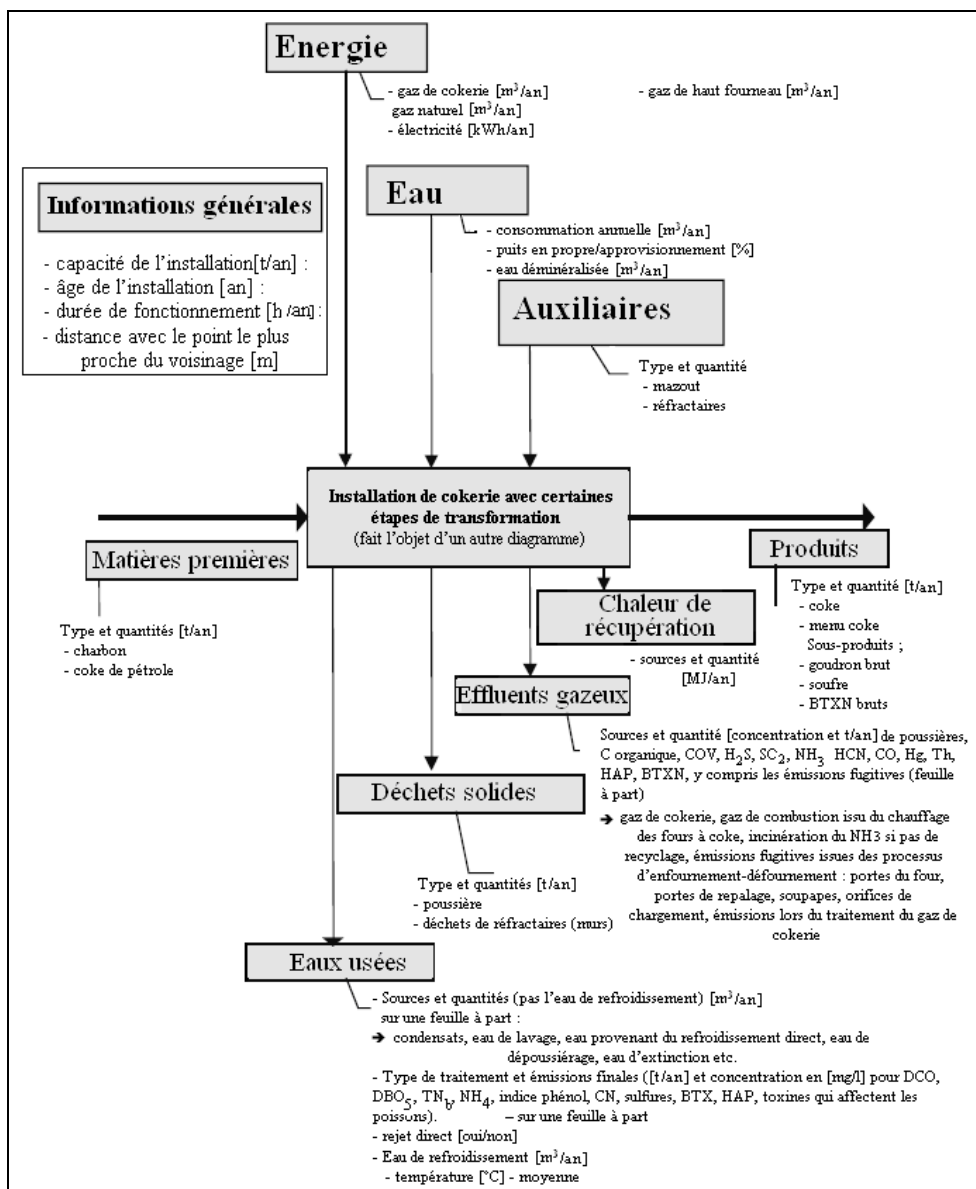 Energie
- gaz de cokerie [m³/an] - gaz de haut fourneau [m³/an]
gaz naturel [m³/an]
- électricité [kWh/an]
Informations générales
- capacité de l'installation[t/an] :
- âge de l'installation [an] :
- durée de fonctionnement [h /an] :
- distance avec le point le plus
proche du voisinage [m]
Eau
- consommation annuelle [m³/an]
- puits en propre/approvisionnement [%]
- eau déminéralisée [m³/an]
Auxiliaires
Type et quantité
- mazout
- réfractaires
Installation de cokerie avec certaines
étapes de transformation
(fait l'objet d'un autre diagramme)
Matières premières
Type et quantités [t/an]
- charbon
- coke de pétrole
Produits
Type et quantité [t/an]
- coke
- menu coke
Sous-produits ;
- goudron brut
- soufre
- BTXN bruts
Chaleur de
récupération
- sources et quantité
[MJ/an]
Effluents gazeux
Sources et quantité [concentration et t/an] de poussières,
C organique, COV, H₂S, SC₂, NH₃ HCN, CO, Hg, Th,
HAP, BTXN, y compris les émissions fugitives (feuille
à part)
➔ gaz de cokerie, gaz de combustion issu du chauffage
des fours à coke, incinération du NH3 si pas de
recyclage, émissions fugitives issues des processus
d'enfournement-défournement : portes du four,
portes de repalage, soupapes, orifices de
chargement, émissions lors du traitement du gaz de
cokerie
Déchets solides
Type et quantités [t/an]
- poussière
- déchets de réfractaires (murs)
Eaux usées
- Sources et quantités (pas l'eau de refroidissement) [m³/an]
sur une feuille à part :
➔ condensats, eau de lavage, eau provenant du refroidissement direct, eau de
dépoussiérage, eau d'extinction etc.
- Type de traitement et émissions finales ([t/an] et concentration en [mg/l] pour DCO,
DBO₅, TN_b, NH₄, indice phénol, CN, sulfures, BTX, HAP, toxines qui affectent les
poissons). – sur une feuille à part
- rejet direct [oui/non]
- Eau de refroidissement [m³/an]
- température [°C] - moyenne